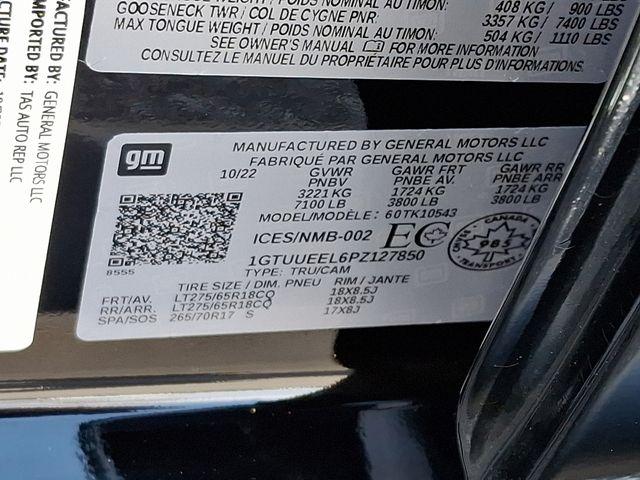 POIDS NOMINAL AU TIMON: 408 KG/ 900 LBS
GOOSENECK TWR / COL DE CYGNE PNR: 3357 KG/ 7400 LBS
MAX TONGUE WEIGHT / POIDS NOMINAL AU TIMON: 504 KG/ 1110 LBS
SEE OWNER'S MANUAL FOR MORE INFORMATION
CONSULTEZ LE MANUEL DU PROPRIÉTAIRE POUR PLUS D'INFORMATIONS.
GENERAL MOTORS LLC
IMPORTED BY: TAS AUTO REP LLC
gm
MANUFACTURED BY GENERAL MOTORS LLC
FABRIQUÉ PAR GENERAL MOTORS LLC
10/22 GVWR GAWR FRT GAWR RR
PNBV PNBE AV. PNBE ARR
3221 KG 1724 KG 1724 KG
7100 LB 3800 LB 3800 LB
MODEL/MODÈLE: 60TK10543
ICES/NMB-002 EC
CANADA 985
1GTUUEEL6PZ127850
8555
TYPE: TRU/CAM
TIRE SIZE / DIM. PNEU RIM / JANTE
FRT/AV. LT275/65R18CQ 18X8.5J
RR/ARR. LT275/65R18CQ 18X8.5J
SPA/SOS 265/70R17 S 17X8J